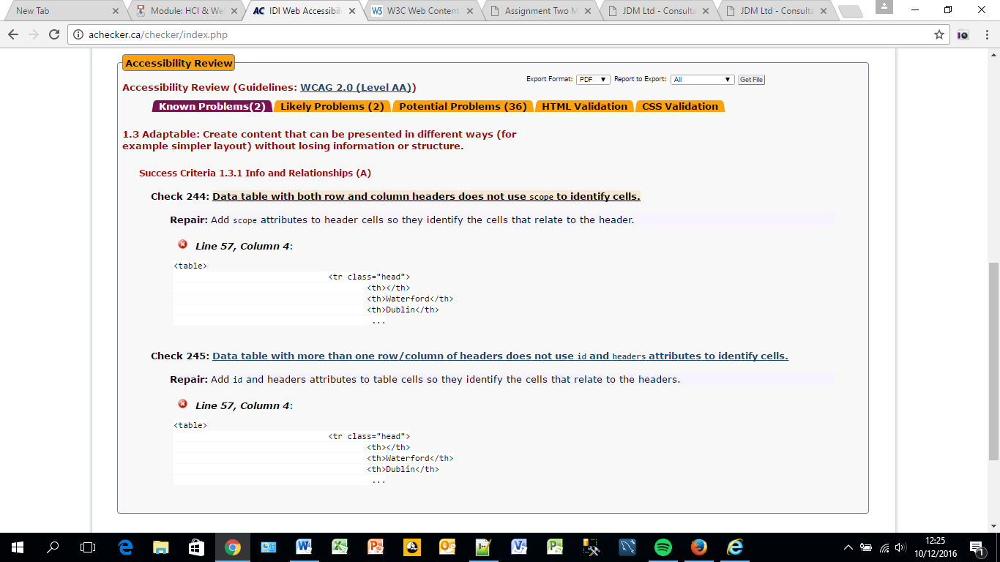 New Tab
Module: HCI & We
AC IDI Web Accessibil
W3C Web Content
Assignment Two M
JDM Ltd - Consulta
JDM Ltd - Consulta
achecker.ca/checker/index.php
Accessibility Review
Export Format: PDF Report to Export: All Get File
Accessibility Review (Guidelines: WCAG 2.0 (Level AA))
Known Problems(2) Likely Problems (2) Potential Problems (36) HTML Validation CSS Validation
1.3 Adaptable: Create content that can be presented in different ways (for
example simpler layout) without losing information or structure.
Success Criteria 1.3.1 Info and Relationships (A)
Check 244: Data table with both row and column headers does not use scope to identify cells.
Repair: Add scope attributes to header cells so they identify the cells that relate to the header.
Line 57, Column 4:
<table>
<tr class="head">
<th></th>
<th>Waterford</th>
<th>Dublin</th>
...
Check 245: Data table with more than one row/column of headers does not use id and headers attributes to identify cells.
Repair: Add id and headers attributes to table cells so they identify the cells that relate to the headers.
Line 57, Column 4:
<table>
<tr class="head">
<th></th>
<th>Waterford</th>
<th>Dublin</th>
...
12:25
10/12/2016